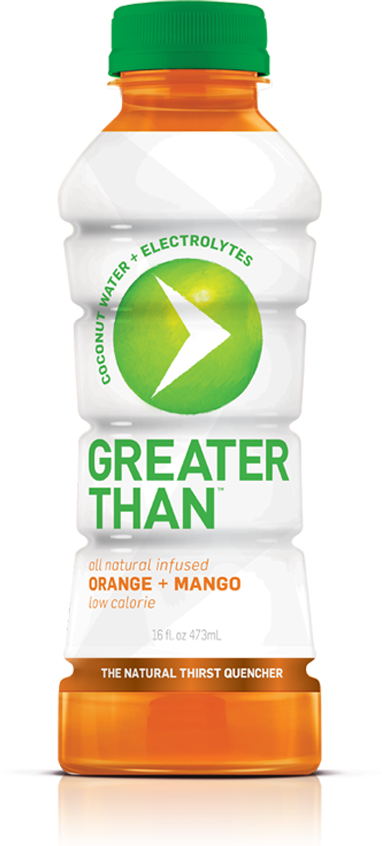 COCONUT WATER + ELECTROLYTES
GREATER
THAN™
all natural infused
ORANGE + MANGO
low calorie
16 fl. oz 473mL
THE NATURAL THIRST QUENCHER